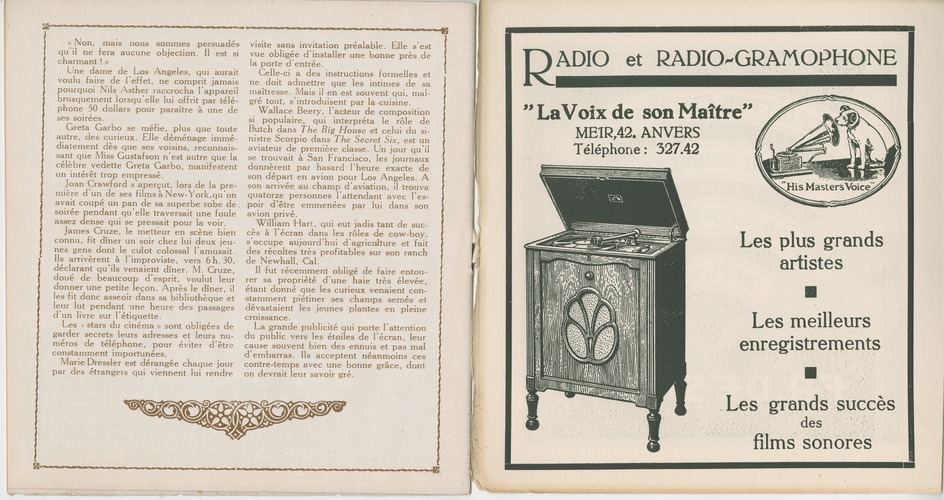 « Non, mais nous sommes persuadés
qu'il ne fera aucune objection. Il est si
charmant ! »
Une dame de Los Angeles, qui aurait
voulu faire de l'effet, ne comprit jamais
pourquoi Nils Asther raccrocha l'appareil
brusquement lorsqu'elle lui offrit par télé-
phone 50 dollars pour paraître à une de
ses soirées.
Greta Garbo se méfie, plus que toute
autre, des curieux. Elle déménage immé-
diatement dès que ses voisins, reconnais-
sant que Miss Gustafson n'est autre que la
célèbre vedette Greta Garbo, manifestent
un intérêt trop empressé.
Joan Crawford s'aperçut, lors de la pre-
mière d'un de ses films à New-York, qu'on
avait coupé un pan de sa superbe robe de
soirée pendant qu'elle traversait une foule
assez dense qui se pressait pour la voir.
James Cruze, le metteur en scène bien
connu, fit dîner un soir chez lui deux jeu-
nes gens dont le culot colossal l'amusait.
Ils arrivèrent à l'improviste, vers 6 h. 30,
déclarant qu'ils venaient dîner. M. Cruze,
doué de beaucoup d'esprit, voulut leur
donner une petite leçon. Après le dîner, il
les fit donc asseoir dans sa bibliothèque et
leur lut pendant une heure des passages
d'un livre sur l'étiquette.
Les « stars du cinéma » sont obligées de
garder secrets leurs adresses et leurs nu-
méros de téléphone, pour éviter d'être
constamment importunées.
Marie Dressler est dérangée chaque jour
par des étrangers qui viennent lui rendre
visite sans invitation préalable. Elle s'est
vue obligée d'installer une bonne près de
la porte d'entrée.
Celle-ci a des instructions formelles et
ne doit admettre que les intimes de sa
maîtresse. Mais il en est souvent qui, mal-
gré tout, s'introduisent par la cuisine.
Wallace Beery, l'acteur de composition
si populaire, qui interpréta le rôle de
Butch dans The Big House et celui du si-
nistre Scorpio dans The Secret Six, est un
aviateur de première classe. Un jour qu'il
se trouvait à San Francisco, les journaux
donnèrent par hasard l'heure exacte de
son départ en avion pour Los Angeles. A
son arrivée au champ d'aviation, il trouva
quatorze personnes l'attendant avec l'es-
poir d'être emmenées par lui dans son
avion privé.
William Hart, qui eut jadis tant de suc-
cès à l'écran dans les rôles de cow-boy,
s'occupe aujourd'hui d'agriculture et fait
des récoltes très profitables sur son ranch
de Newhall, Cal.
Il fut récemment obligé de faire entou-
rer sa propriété d'une haie très élevée,
étant donné que les curieux venaient con-
stamment piétiner ses champs semés et
dévastaient les jeunes plantes en pleine
croissance.
La grande publicité qui porte l'attention
du public vers les étoiles de l'écran, leur
cause souvent bien des ennuis et pas mal
d'embarras. Ils acceptent néanmoins ces
contre-temps avec une bonne grâce, dont
on devrait leur savoir gré.
RADIO et RADIO-GRAMOPHONE
"La Voix de son Maître"
MEIR, 42. ANVERS
Téléphone : 327.42
"His Masters Voice"
Les plus grands
artistes
Les meilleurs
enregistrements
Les grands succès
des
films sonores